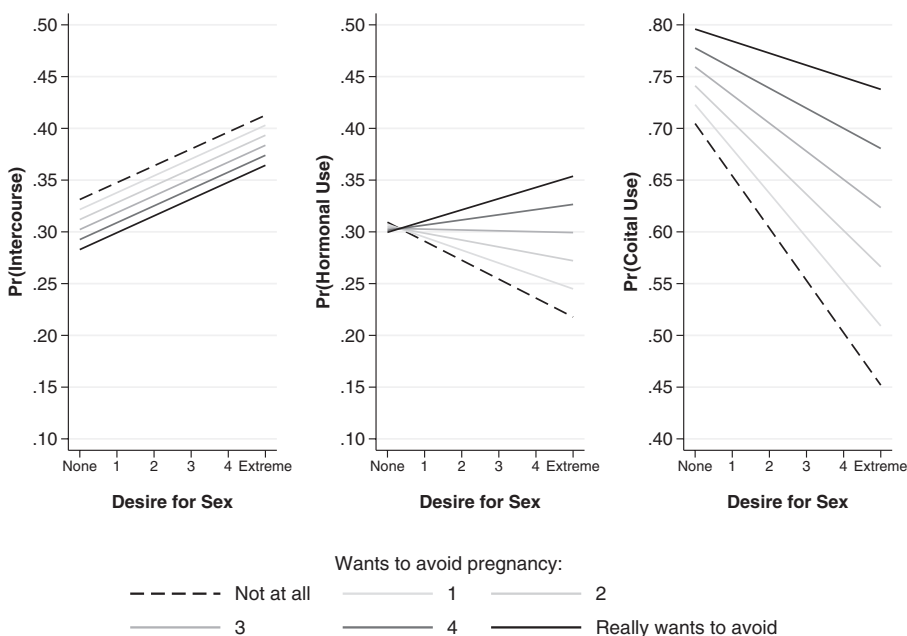 Pr(Intercourse)
.50
.45
.40
.35
.30
.25
.20
.15
.10
None 1 2 3 4 Extreme
Desire for Sex
Pr(Hormonal Use)
.50
.45
.40
.35
.30
.25
.20
.15
.10
None 1 2 3 4 Extreme
Desire for Sex
Pr(Coital Use)
.80
.75
.70
.65
.60
.55
.50
.45
.40
None 1 2 3 4 Extreme
Desire for Sex
Wants to avoid pregnancy:
Not at all 1 2
3 4 Really wants to avoid